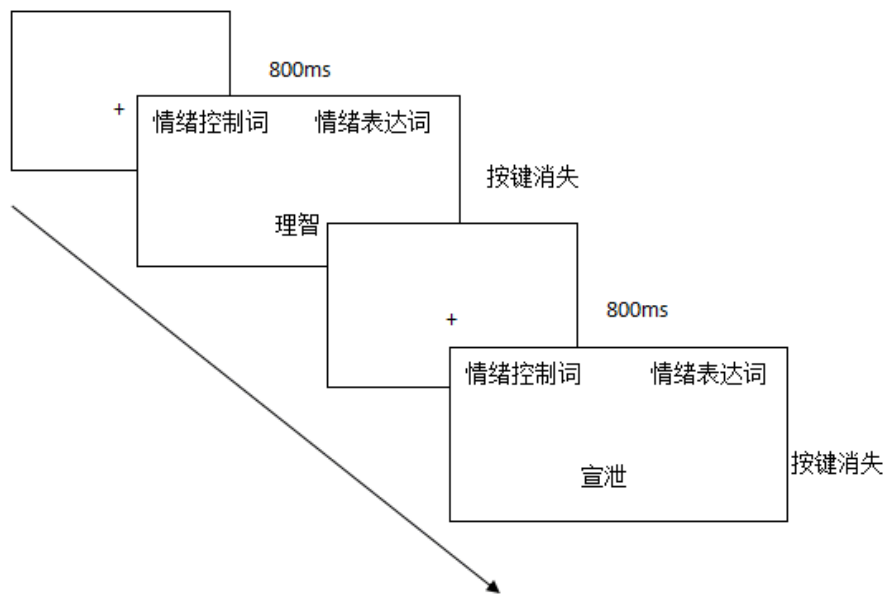 800ms
+
情绪控制词 情绪表达词
按键消失
理智
800ms
+
情绪控制词 情绪表达词
按键消失
宣泄